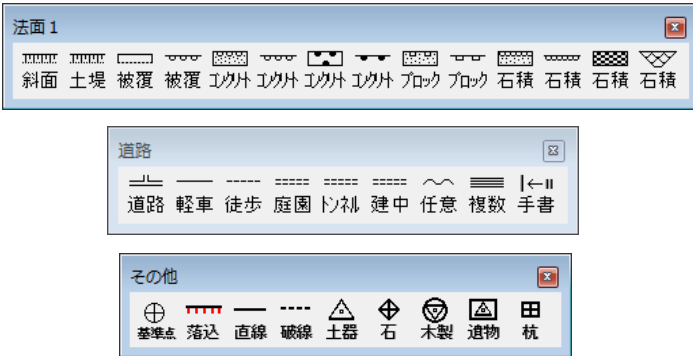 法面1
斜面 土堤 被覆 被覆 コンクリート コンクリート コンクリート コンクリート ブロック ブロック 石積 石積 石積 石積
道路
道路 軽車 徒歩 庭園 トンネル 建中 任意 複数 手書
その他
基準点 落込 直線 破線 土器 石 木製 遺物 杭